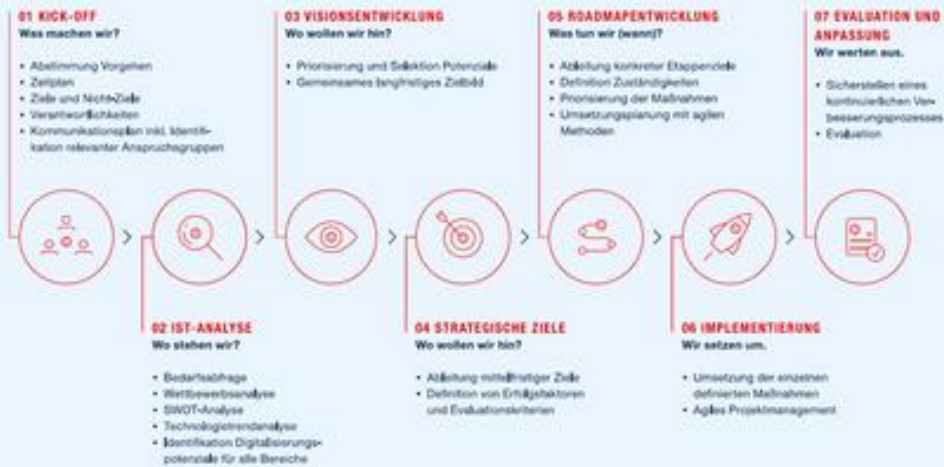 01 KICK-OFF
Was machen wir?
• Abstimmung Vorgehen
• Zeitplan
• Ziele und Nicht-Ziele
• Verantwortlichkeiten
• Kommunikationsplan inkl. Identifi-
kation relevanter Anspruchsgruppen
02 IST-ANALYSE
Wo stehen wir?
• Bedarfsabfrage
• Wettbewerbsanalyse
• SWOT-Analyse
• Technologietrendanalyse
• Identifikation Digitalisierungs-
potenziale für alle Bereiche
03 VISIONSENTWICKLUNG
Wo wollen wir hin?
• Priorisierung und Selektion Potenziale
• Gemeinsames langfristiges Zielbild
04 STRATEGISCHE ZIELE
Wo wollen wir hin?
• Ableitung mittelfristiger Ziele
• Definition von Erfolgsfaktoren
und Evaluationskriterien
05 ROADMAPENTWICKLUNG
Was tun wir (wann)?
• Ableitung konkreter Etappenziele
• Definition Zuständigkeiten
• Priorisierung der Maßnahmen
• Umsetzungsplanung mit agilen
Methoden
06 IMPLEMENTIERUNG
Wir setzen um.
• Umsetzung der einzelnen
definierten Maßnahmen
• Agiles Projektmanagement
07 EVALUATION UND
ANPASSUNG
Wir werten aus.
• Sicherstellen eines
kontinuierlichen Ver-
besserungsprozesses
• Evaluation